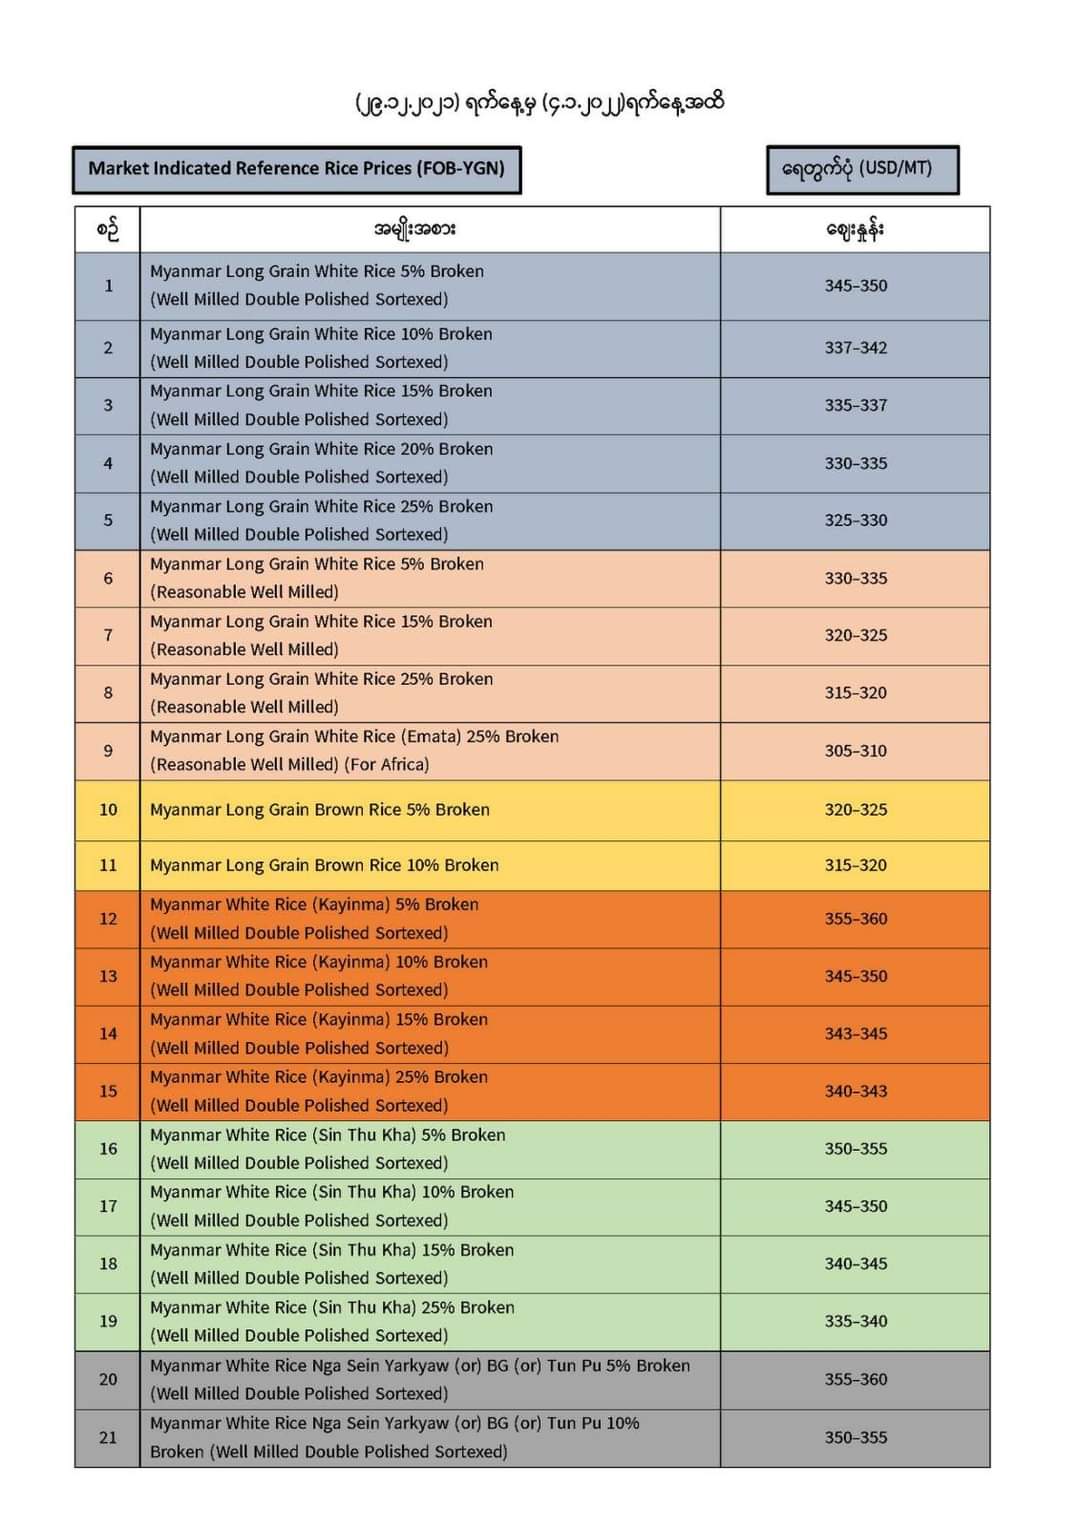 (၂၉.၁၂.၂၀၂၁) ရက်နေ့မှ (၄.၁.၂၀၂၂)ရက်နေ့အထိ
Market Indicated Reference Rice Prices (FOB-YGN) ရေတွက်ပုံ (USD/MT)
စဉ် အမျိုးအစား ဈေးနှုန်း
1 Myanmar Long Grain White Rice 5% Broken
(Well Milled Double Polished Sortexed) 345-350
2 Myanmar Long Grain White Rice 10% Broken
(Well Milled Double Polished Sortexed) 337-342
3 Myanmar Long Grain White Rice 15% Broken
(Well Milled Double Polished Sortexed) 335-337
4 Myanmar Long Grain White Rice 20% Broken
(Well Milled Double Polished Sortexed) 330-335
5 Myanmar Long Grain White Rice 25% Broken
(Well Milled Double Polished Sortexed) 325-330
6 Myanmar Long Grain White Rice 5% Broken
(Reasonable Well Milled) 330-335
7 Myanmar Long Grain White Rice 15% Broken
(Reasonable Well Milled) 320-325
8 Myanmar Long Grain White Rice 25% Broken
(Reasonable Well Milled) 315-320
9 Myanmar Long Grain White Rice (Emata) 25% Broken
(Reasonable Well Milled) (For Africa) 305-310
10 Myanmar Long Grain Brown Rice 5% Broken 320-325
11 Myanmar Long Grain Brown Rice 10% Broken 315-320
12 Myanmar White Rice (Kayinma) 5% Broken
(Well Milled Double Polished Sortexed) 355-360
13 Myanmar White Rice (Kayinma) 10% Broken
(Well Milled Double Polished Sortexed) 345-350
14 Myanmar White Rice (Kayinma) 15% Broken
(Well Milled Double Polished Sortexed) 343-345
15 Myanmar White Rice (Kayinma) 25% Broken
(Well Milled Double Polished Sortexed) 340-343
16 Myanmar White Rice (Sin Thu Kha) 5% Broken
(Well Milled Double Polished Sortexed) 350-355
17 Myanmar White Rice (Sin Thu Kha) 10% Broken
(Well Milled Double Polished Sortexed) 345-350
18 Myanmar White Rice (Sin Thu Kha) 15% Broken
(Well Milled Double Polished Sortexed) 340-345
19 Myanmar White Rice (Sin Thu Kha) 25% Broken
(Well Milled Double Polished Sortexed) 335-340
20 Myanmar White Rice Nga Sein Yarkyaw (or) BG (or) Tun Pu 5% Broken
(Well Milled Double Polished Sortexed) 355-360
21 Myanmar White Rice Nga Sein Yarkyaw (or) BG (or) Tun Pu 10%
Broken (Well Milled Double Polished Sortexed) 350-355